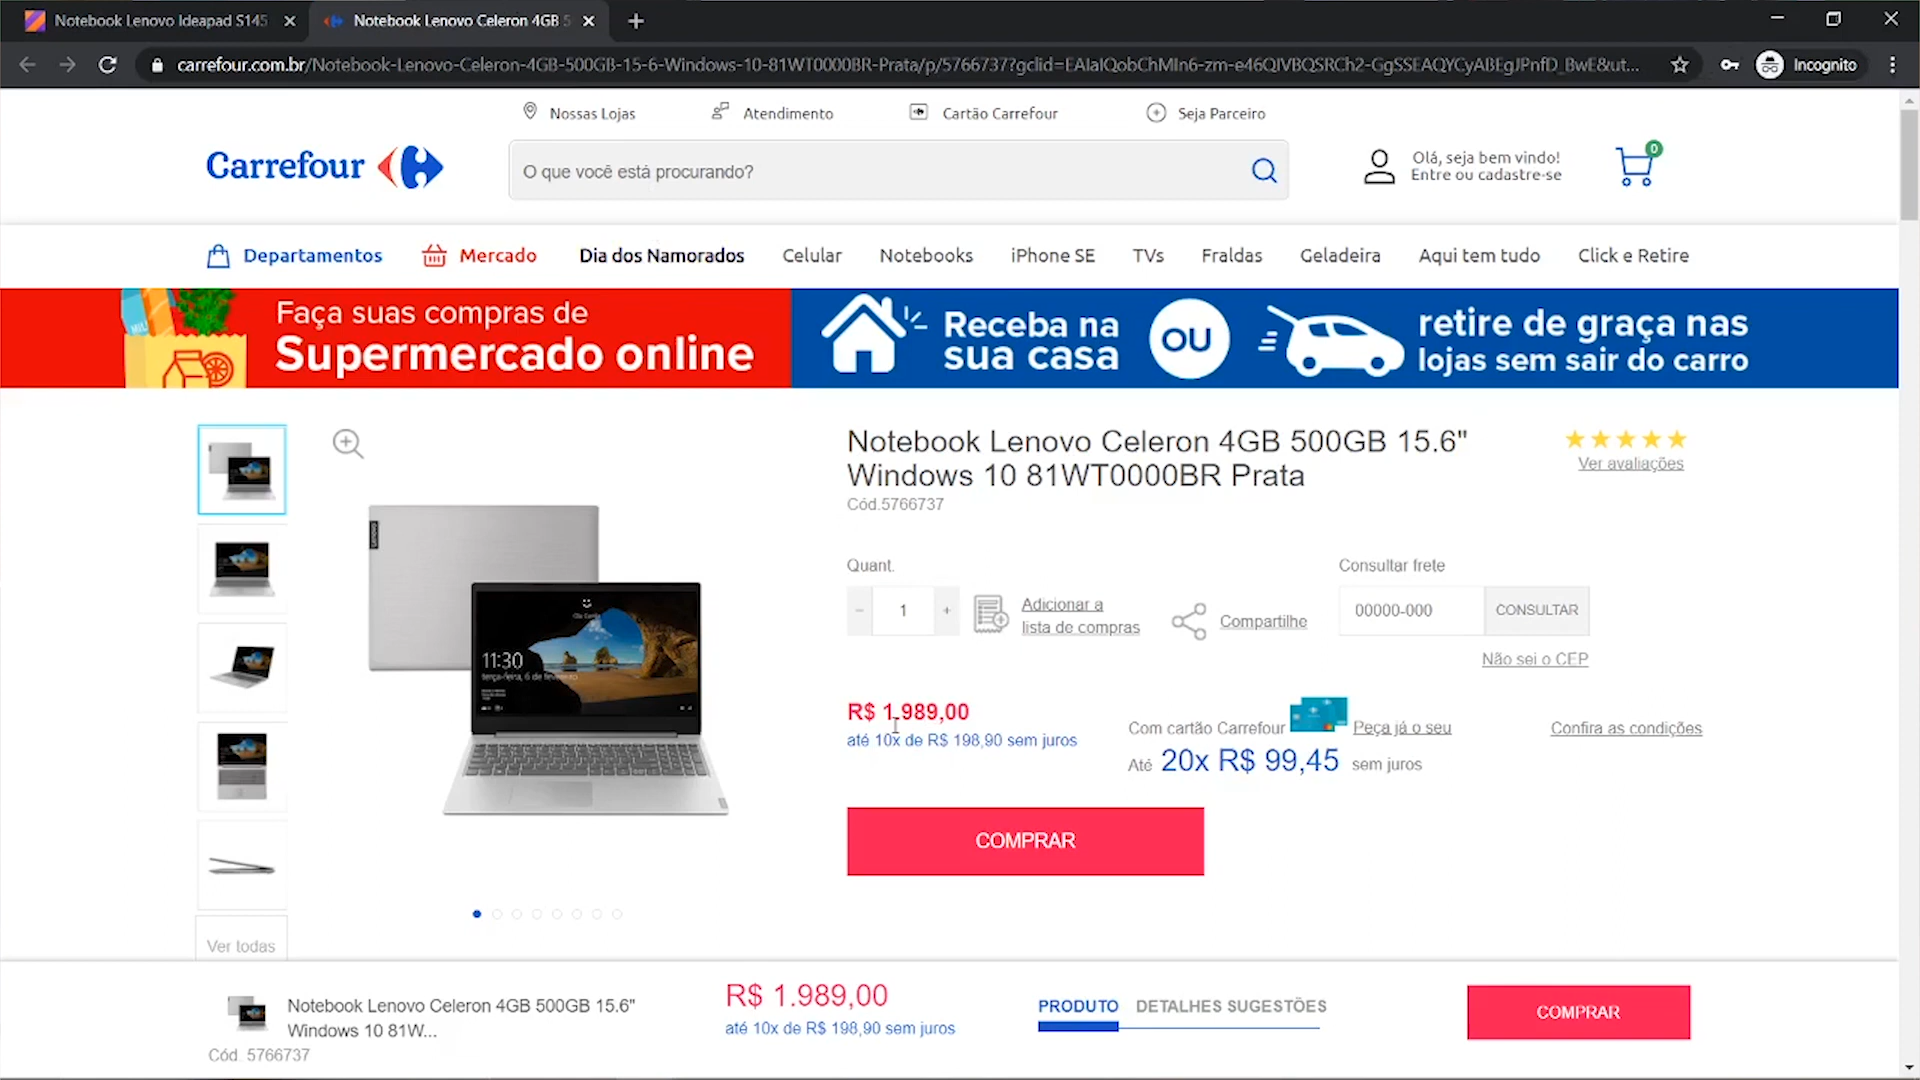 Notebook Lenovo Ideapad S145
Notebook Lenovo Celeron 4GB 5
carrefour.com.br/Notebook-Lenovo-Celeron-4GB-500GB-15-6-Windows-10-81WT0000BR-Prata/p/5766737?gclid=EAIaIQobChMIn6-zm-e46QIVBQSRCh2-GgSSEAQYCyABEgJPnfD_BwE&ut...
Incognito
Nossas Lojas
Atendimento
Cartão Carrefour
Seja Parceiro
Carrefour
O que você está procurando?
Olá, seja bem vindo!
Entre ou cadastre-se
0
Departamentos
Mercado
Dia dos Namorados
Celular
Notebooks
iPhone SE
TVs
Fraldas
Geladeira
Aqui tem tudo
Click e Retire
Faça suas compras de
Supermercado online
Receba na
sua casa
OU
retire de graça nas
lojas sem sair do carro
Notebook Lenovo Celeron 4GB 500GB 15.6"
Windows 10 81WT0000BR Prata
Cód.5766737
Ver avaliações
Lenovo
11:30
terça-feira, 6 de fevereiro
Quant.
- 1 +
Adicionar a
lista de compras
Compartilhe
Consultar frete
00000-000
CONSULTAR
Não sei o CEP
R$ 1.989,00
até 10x de R$ 198,90 sem juros
Com cartão Carrefour
Peça já o seu
Confira as condições
Até 20x R$ 99,45 sem juros
COMPRAR
Ver todas
Notebook Lenovo Celeron 4GB 500GB 15.6"
Windows 10 81W...
Cód. 5766737
R$ 1.989,00
até 10x de R$ 198,90 sem juros
PRODUTO
DETALHES
SUGESTÕES
COMPRAR